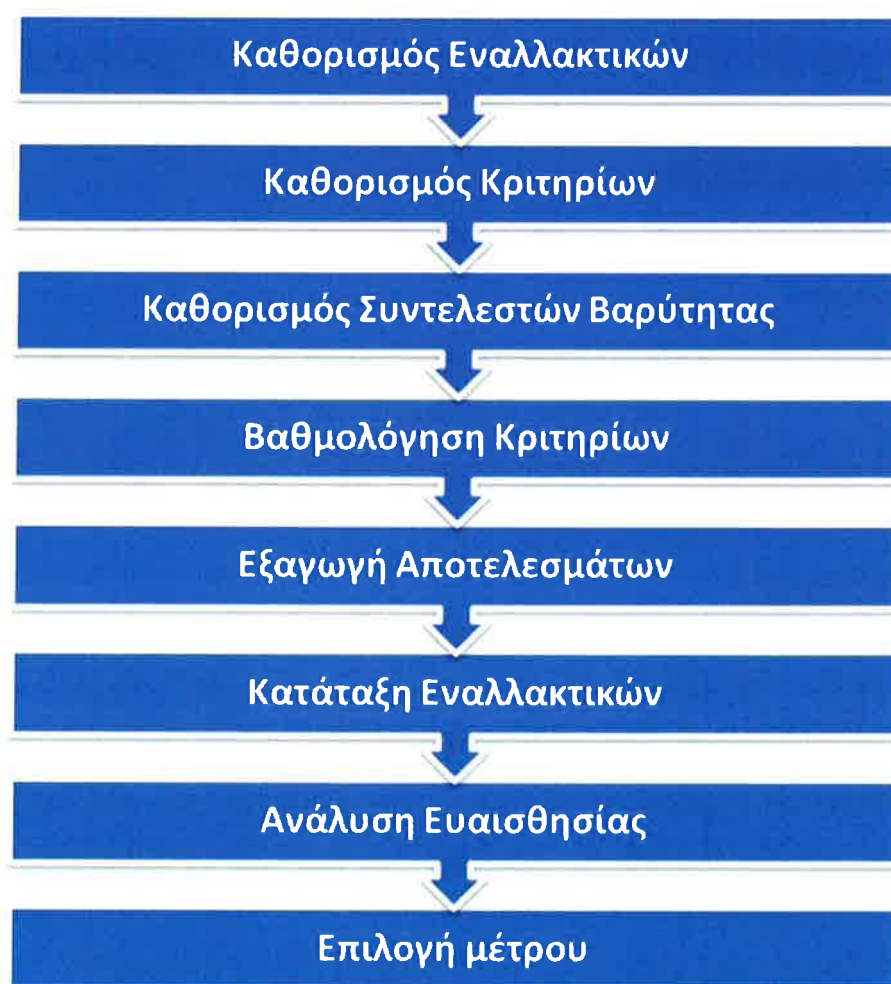 Καθορισμός Εναλλακτικών
Καθορισμός Κριτηρίων
Καθορισμός Συντελεστών Βαρύτητας
Βαθμολόγηση Κριτηρίων
Εξαγωγή Αποτελεσμάτων
Κατάταξη Εναλλακτικών
Ανάλυση Ευαισθησίας
Επιλογή μέτρου